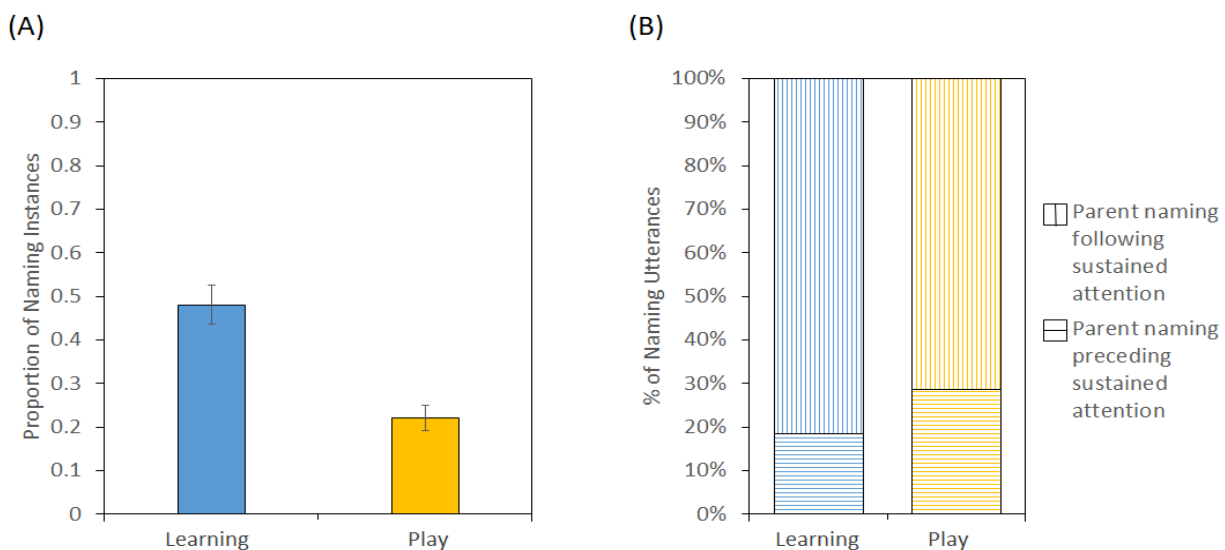 (A)
Proportion of Naming Instances
1
0.9
0.8
0.7
0.6
0.5
0.4
0.3
0.2
0.1
0
Learning
Play
(B)
% of Naming Utterances
100%
90%
80%
70%
60%
50%
40%
30%
20%
10%
0%
Learning
Play
Parent naming
following
sustained
attention
Parent naming
preceding
sustained
attention